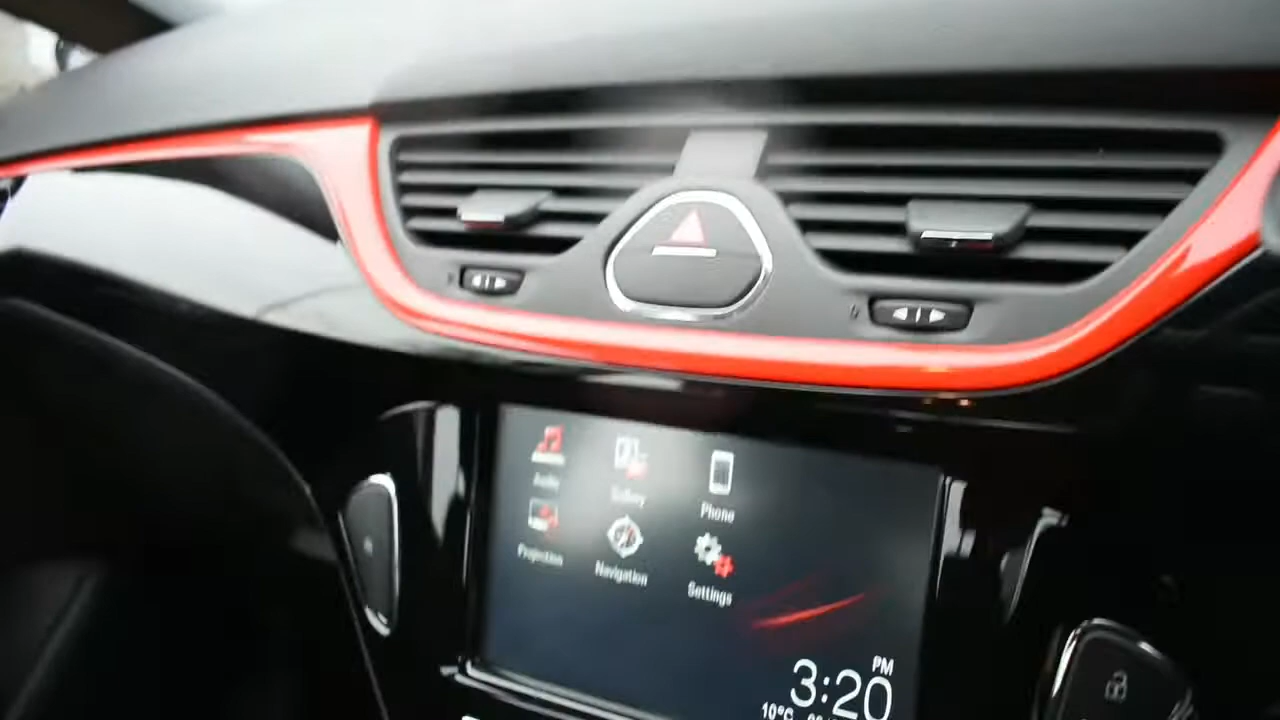 Audio
Gallery
Phone
Projection
Navigation
Settings
PM
3:20
10°C